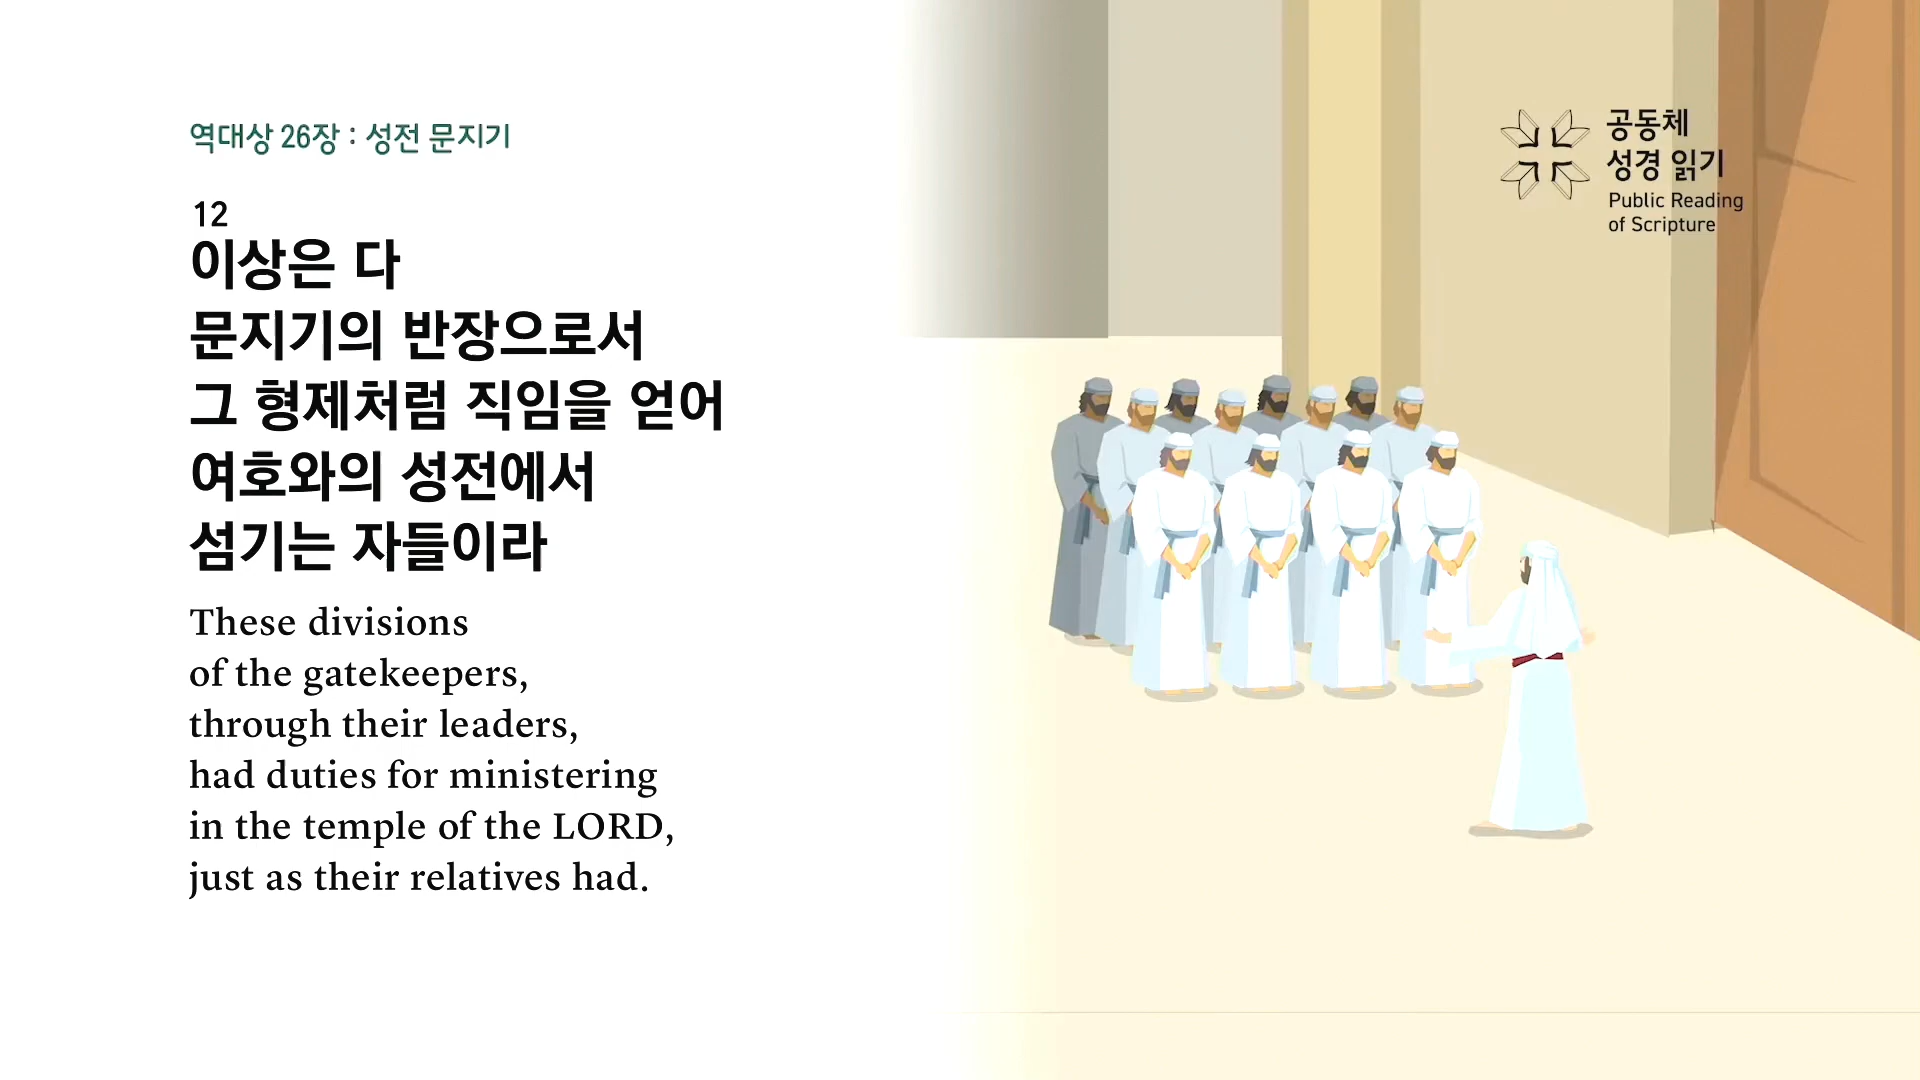 역대상 26장 : 성전 문지기
12
이상은 다
문지기의 반장으로서
그 형제처럼 직임을 얻어
여호와의 성전에서
섬기는 자들이라
These divisions
of the gatekeepers,
through their leaders,
had duties for ministering
in the temple of the LORD,
just as their relatives had.
공동체
성경 읽기
Public Reading
of Scripture